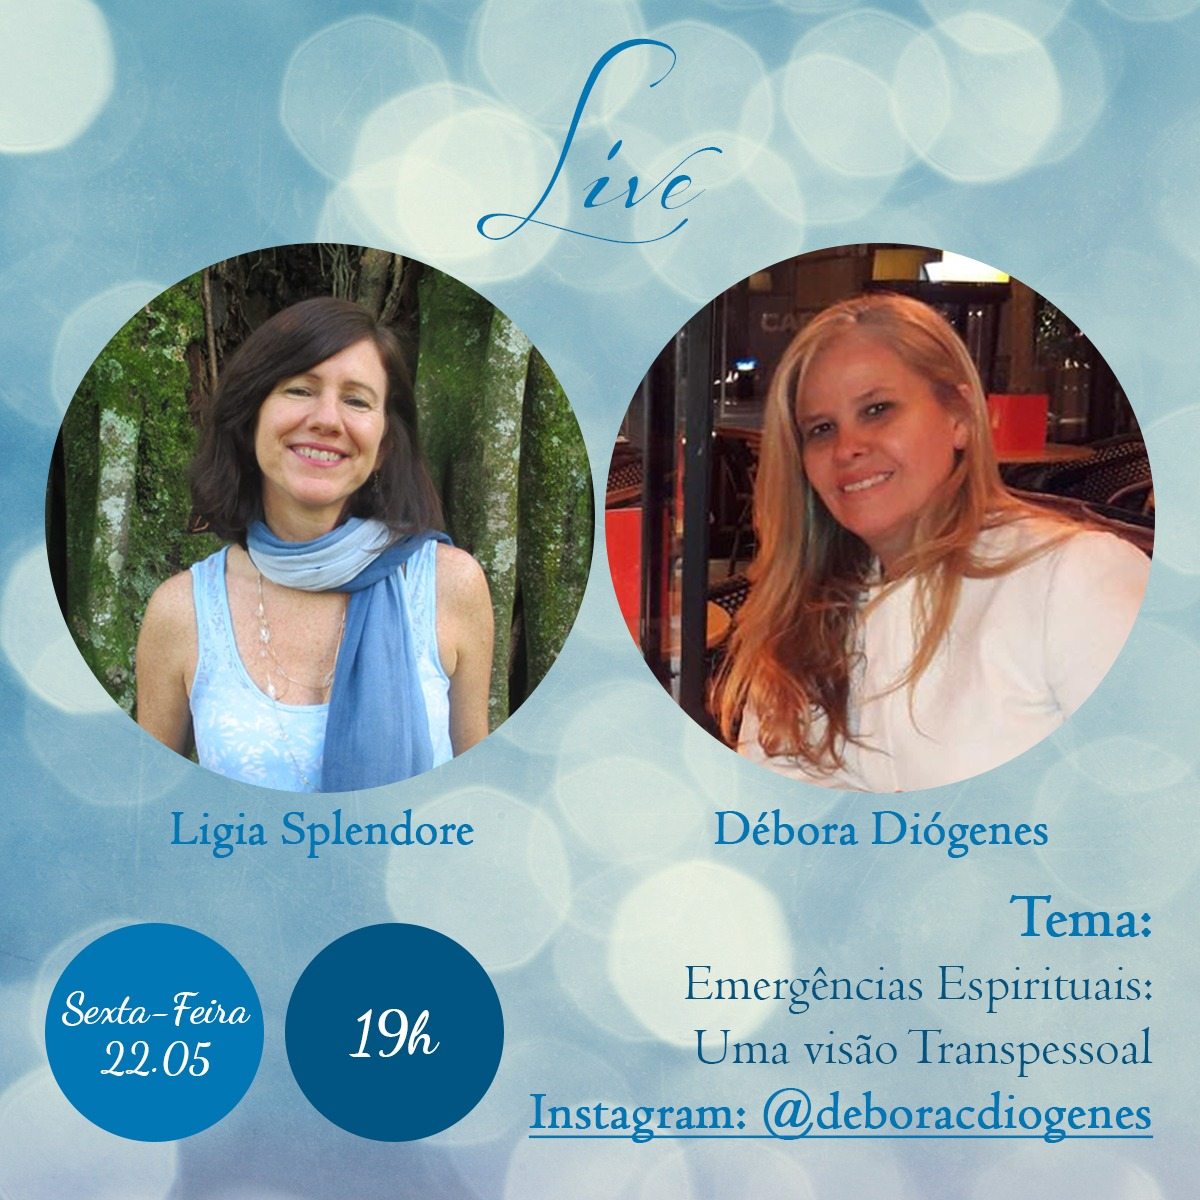 Live
Ligia Splendore
Débora Diógenes
Sexta-Feira
22.05
19h
Tema:
Emergências Espirituais:
Uma visão Transpessoal
Instagram: @deboracdiogenes